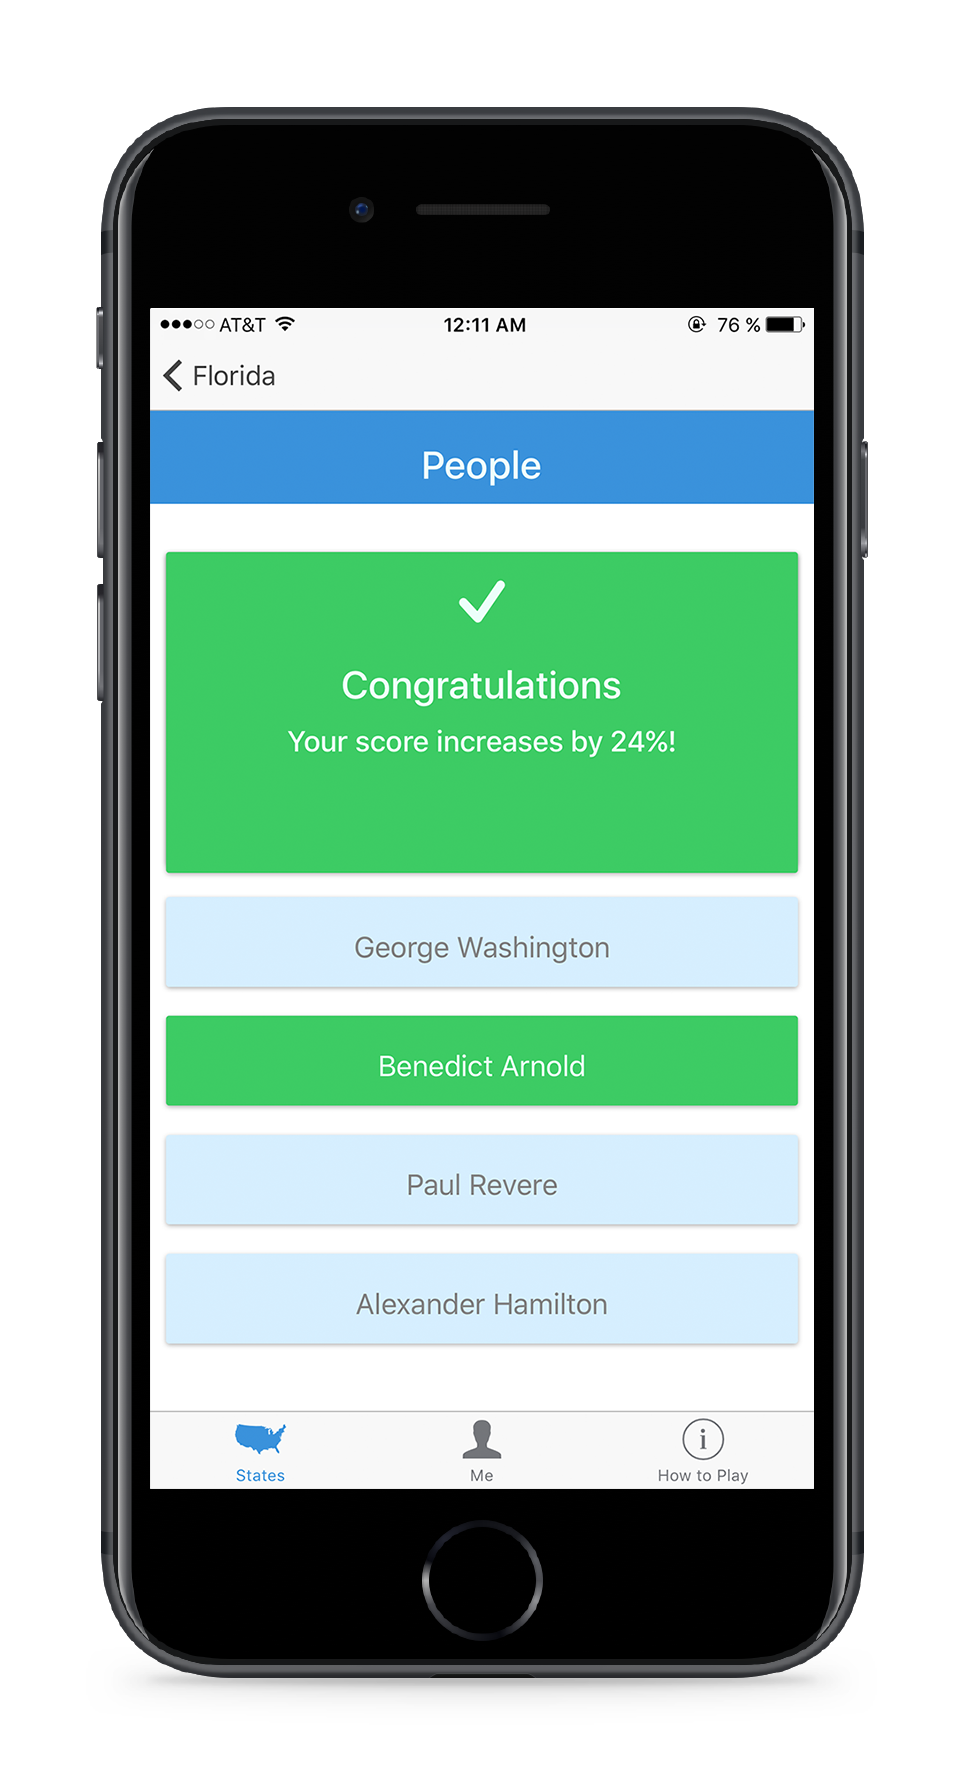 AT&T 12:11 AM 76 %
Florida
People
Congratulations
Your score increases by 24%!
George Washington
Benedict Arnold
Paul Revere
Alexander Hamilton
States Me How to Play